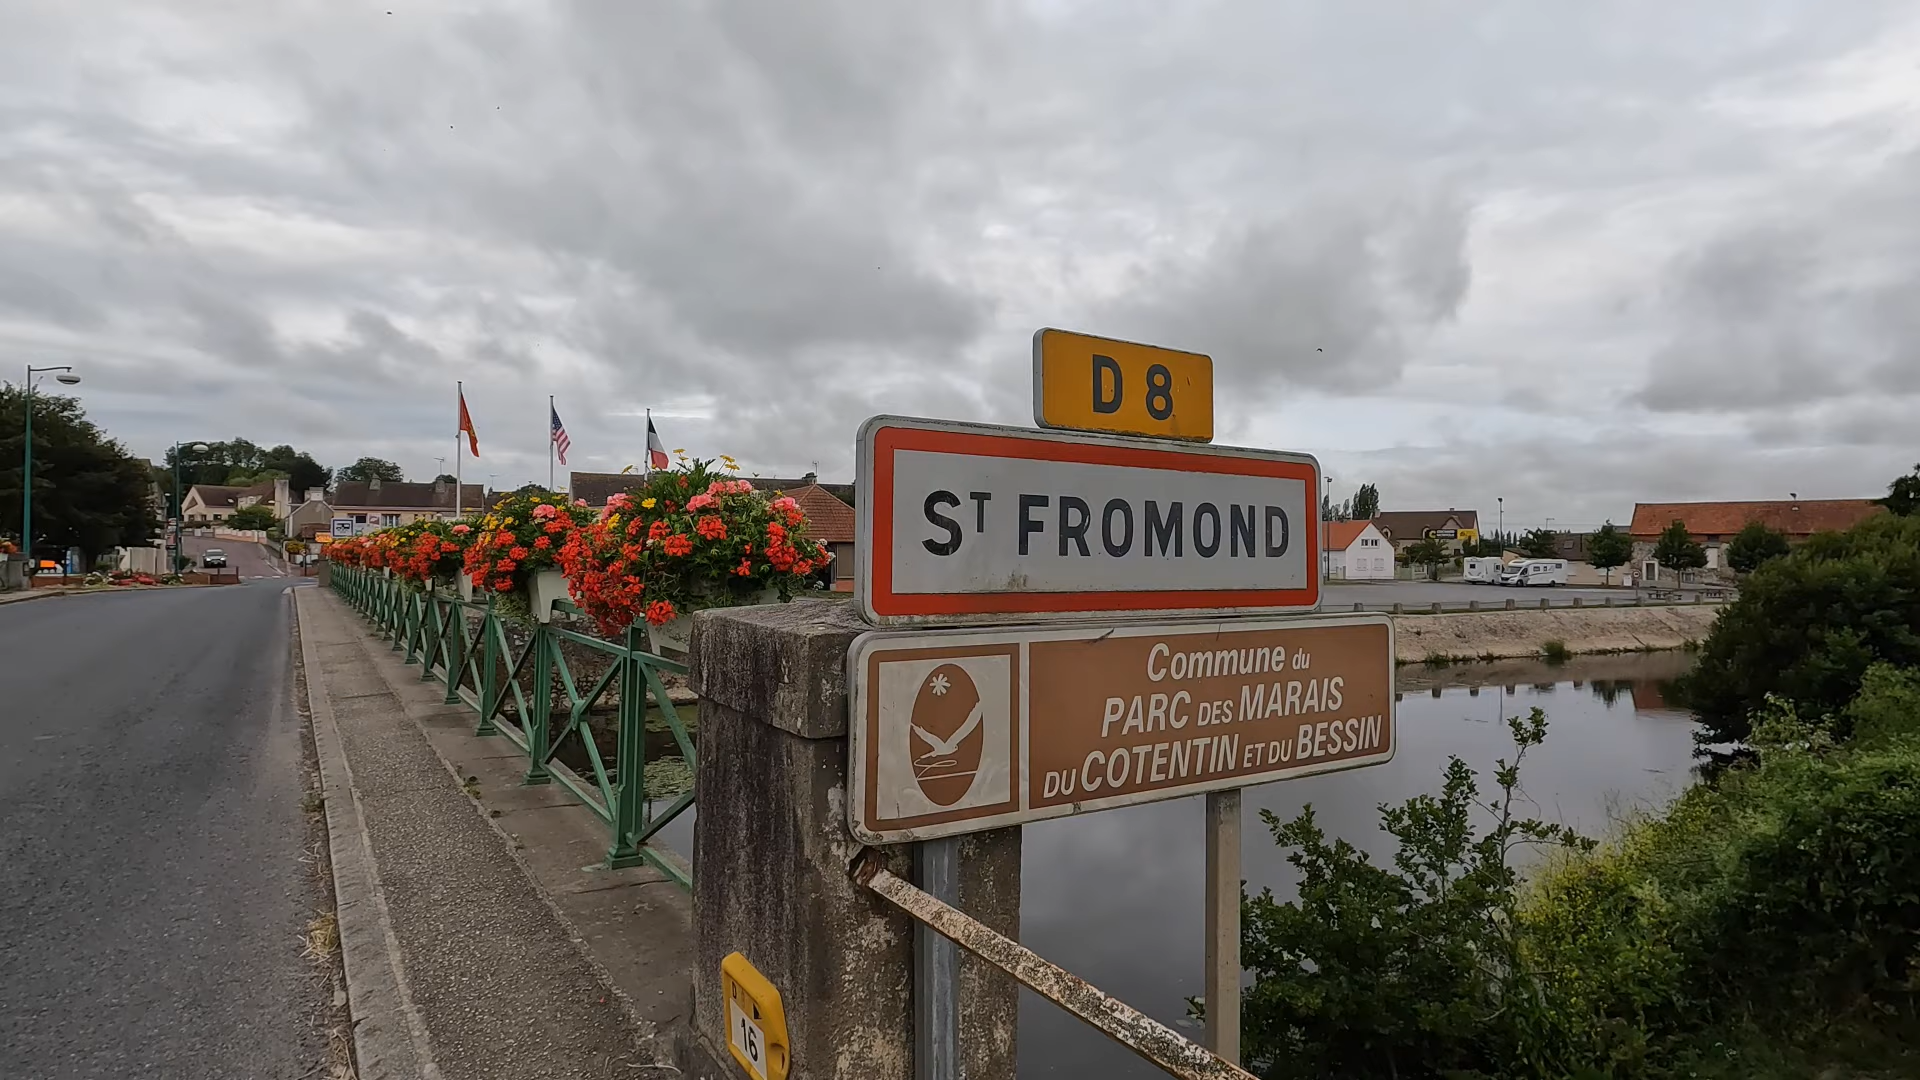 D 8
ST FROMOND
Commune du
PARC DES MARAIS
DU COTENTIN ET DU BESSIN
D
16